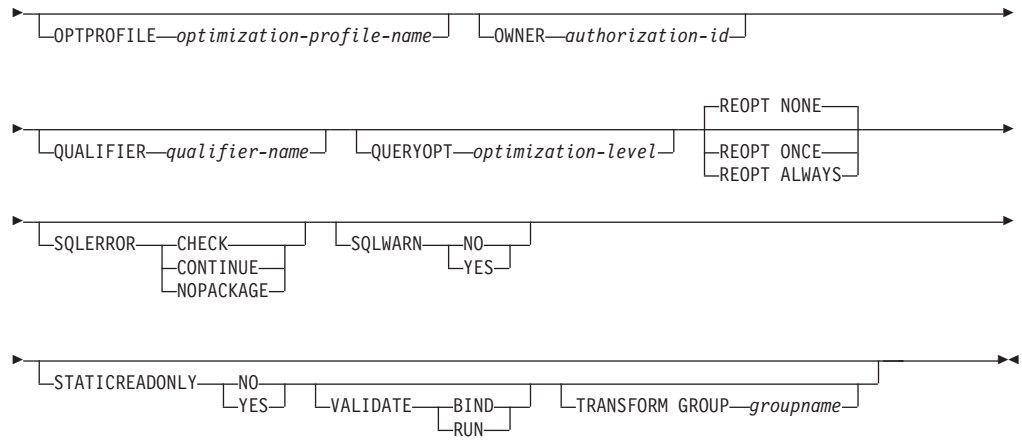 OPTPROFILE optimization-profile-name OWNER authorization-id
REOPT NONE
QUALIFIER qualifier-name QUERYOPT optimization-level REOPT ONCE
REOPT ALWAYS
SQLERROR CHECK SQLWARN NO
CONTINUE YES
NOPACKAGE
STATICREADONLY NO
YES VALIDATE BIND TRANSFORM GROUP groupname
RUN